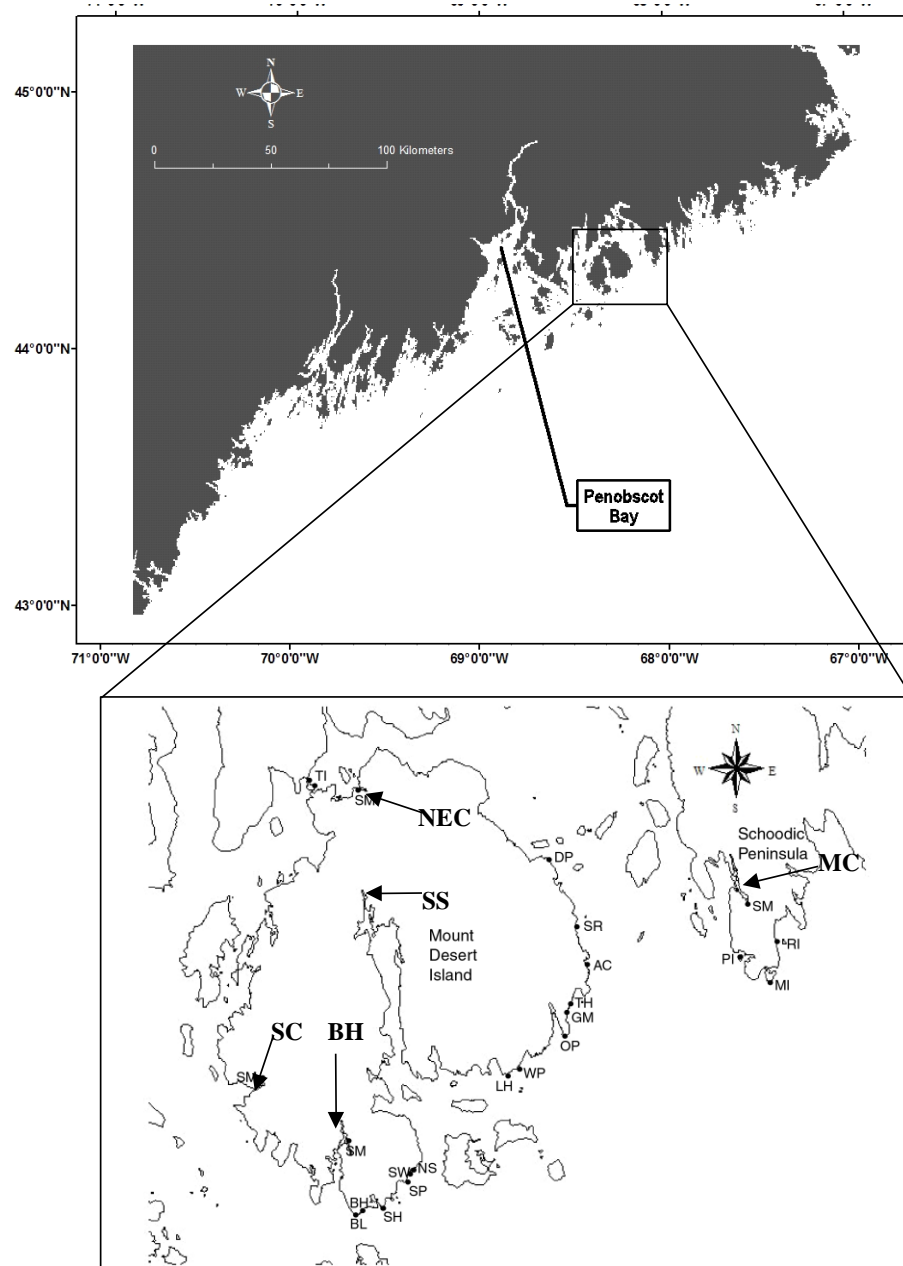 45°0'0"N
N
W
E
S
0
50
100 Kilometers
44°0'0"N
Penobscot
Bay
43°0'0"N
71°0'0"W
70°0'0"W
69°0'0"W
68°0'0"W
67°0'0"W
N
W
E
S
TI
SM
NEC
Schoodic
Peninsula
MC
DP
SS
SM
SR
Mount
Desert
Island
RI
PI
AC
MI
TH
GM
SC
BH
OP
WP
LH
SM
SM
NS
SW
SP
BH
SH
BL